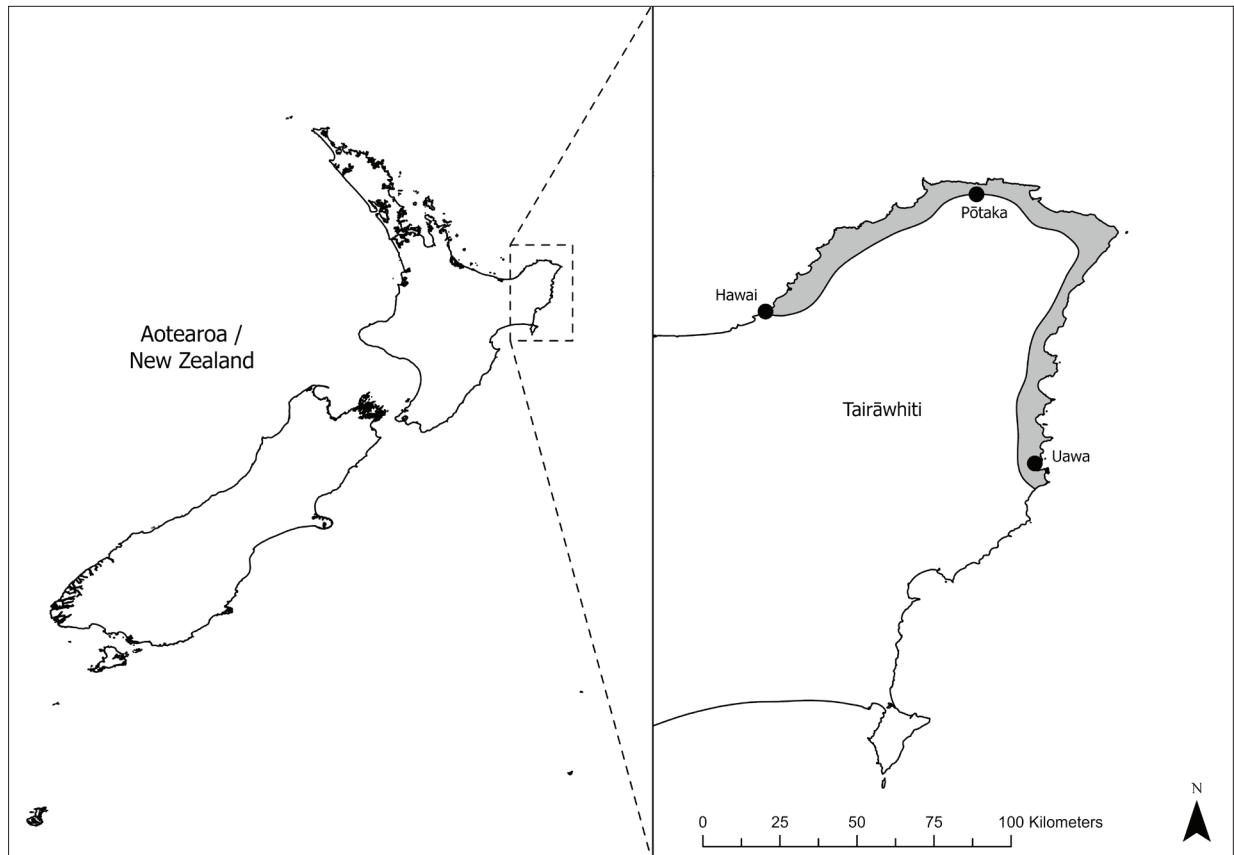 Aotearoa /
New Zealand
Pōtaka
Hawai
Tairāwhiti
Uawa
N
0 25 50 75 100 Kilometers